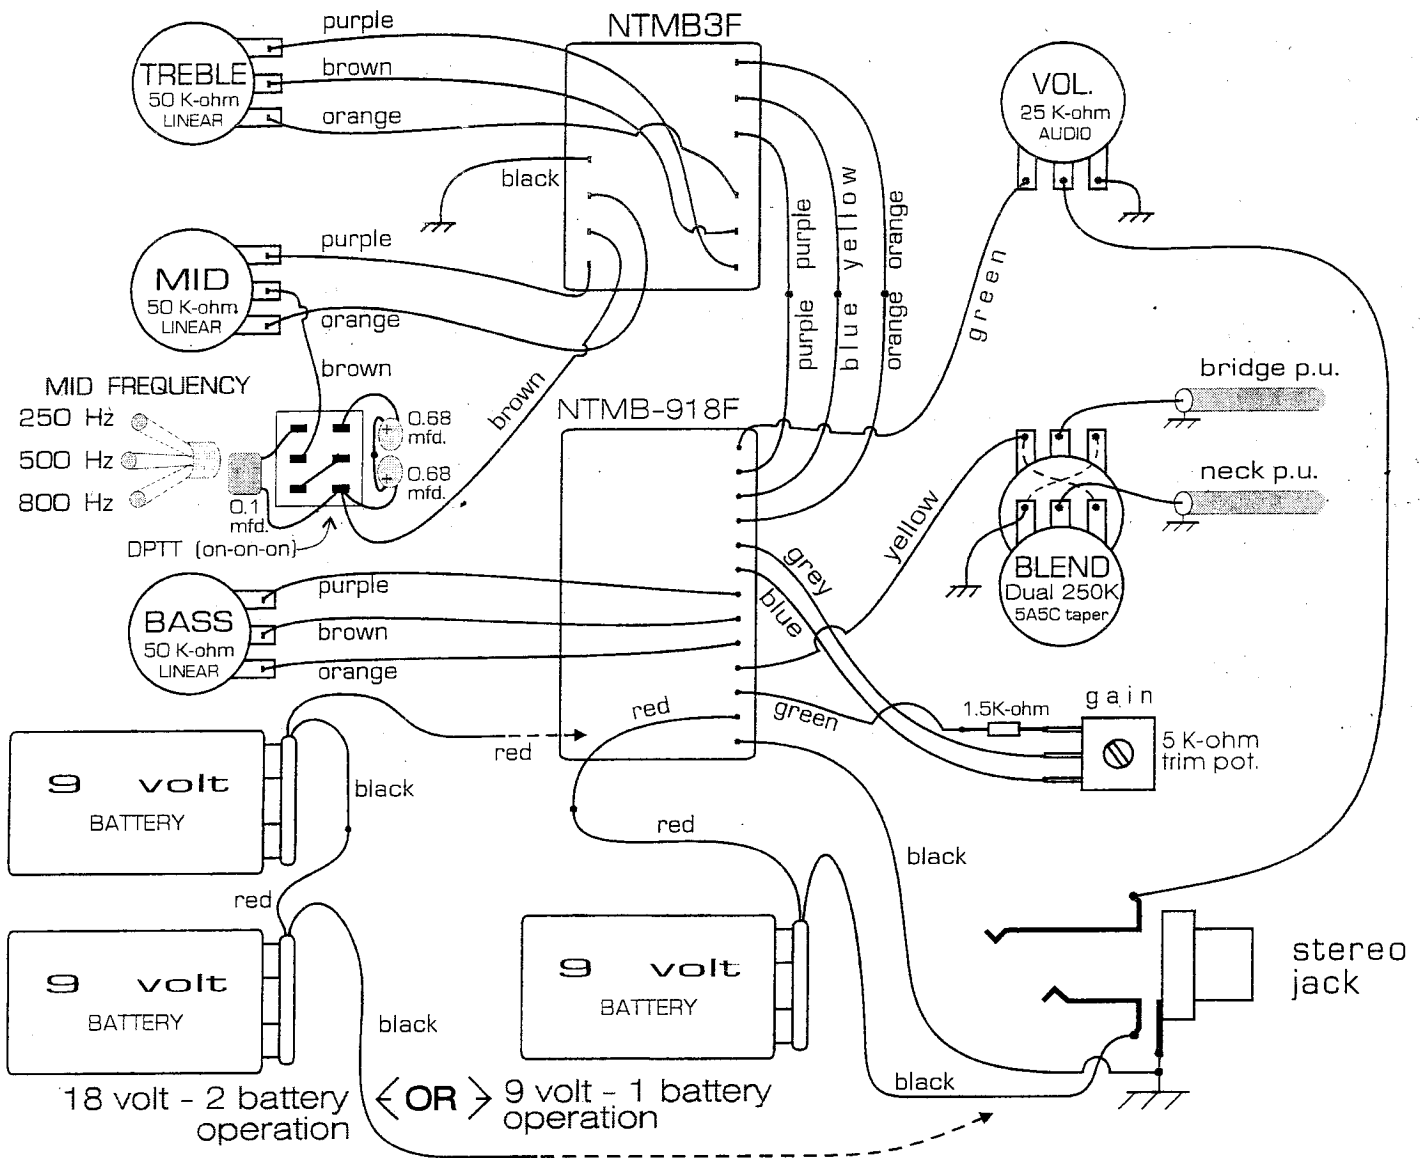 NTMB3F
purple
TREBLE
50 K-ohm
LINEAR
brown
orange
black
VOL.
25 K-ohm
AUDIO
purple
yellow
orange
green
purple
MID
50 K-ohm
LINEAR
orange
brown
purple
blue
orange
brown
MID FREQUENCY
250 Hz
500 Hz
800 Hz
0.68
mfd.
0.68
mfd.
0.1
mfd.
DPTT (on-on-on)
NTMB-918F
bridge p.u.
neck p.u.
yellow
BLEND
Dual 250K
5A5C taper
grey
blue
purple
BASS
50 K-ohm
LINEAR
brown
orange
red
green
red
gain
1.5K-ohm
5 K-ohm
trim pot.
9 volt
BATTERY
black
red
red
black
9 volt
BATTERY
black
9 volt
BATTERY
black
stereo
jack
18 volt - 2 battery
operation
<OR>
9 volt - 1 battery
operation